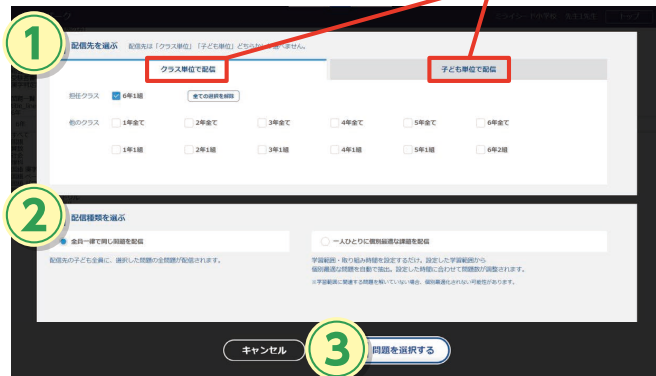 トップ
1
配信先を選ぶ 配信先は「クラス単位」「子ども単位」どちらか
クラス単位で配信 子ども単位で配信
担任クラス 6年1組 全ての選択を解除
他のクラス 1年全て 2年全て 3年全て 4年全て 5年全て 6年全て
1年1組 2年1組 3年1組 4年1組 5年1組 6年2組
2
配信種類を選ぶ
全員一律で同じ問題を配信 一人ひとりに個別最適な課題を配信
配信先の子ども全員に、選択した問題の全問題が配信されます。
学習範囲・取り組み時間を設定するだけ。設定した学習範囲から
個別最適な問題を自動で抽出。設定した時間に合わせて問題数が調整されます。
※学習範囲に関連する問題を解いていない場合、個別最適化されない可能性があります。
キャンセル 3 問題を選択する